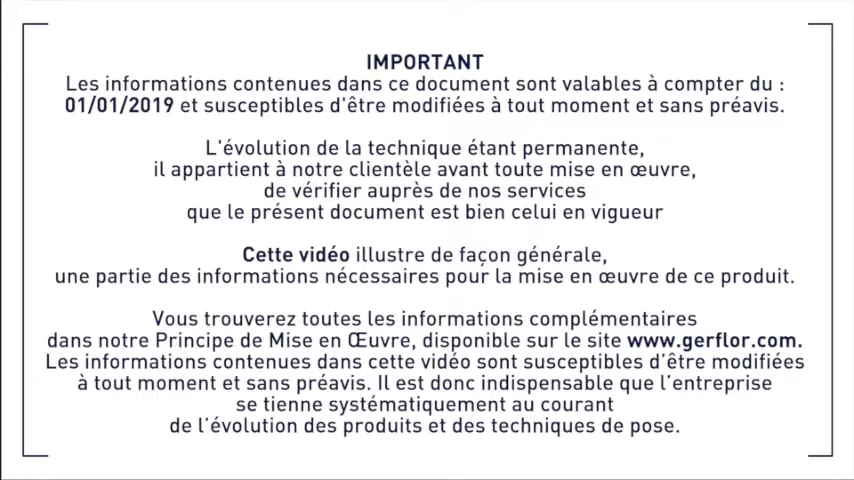 IMPORTANT
Les informations contenues dans ce document sont valables à compter du :
01/01/2019 et susceptibles d'être modifiées à tout moment et sans préavis.
L'évolution de la technique étant permanente,
il appartient à notre clientèle avant toute mise en œuvre,
de vérifier auprès de nos services
que le présent document est bien celui en vigueur
Cette vidéo illustre de façon générale,
une partie des informations nécessaires pour la mise en œuvre de ce produit.
Vous trouverez toutes les informations complémentaires
dans notre Principe de Mise en Œuvre, disponible sur le site www.gerflor.com.
Les informations contenues dans cette vidéo sont susceptibles d’être modifiées
à tout moment et sans préavis. Il est donc indispensable que l’entreprise
se tienne systématiquement au courant
de l’évolution des produits et des techniques de pose.